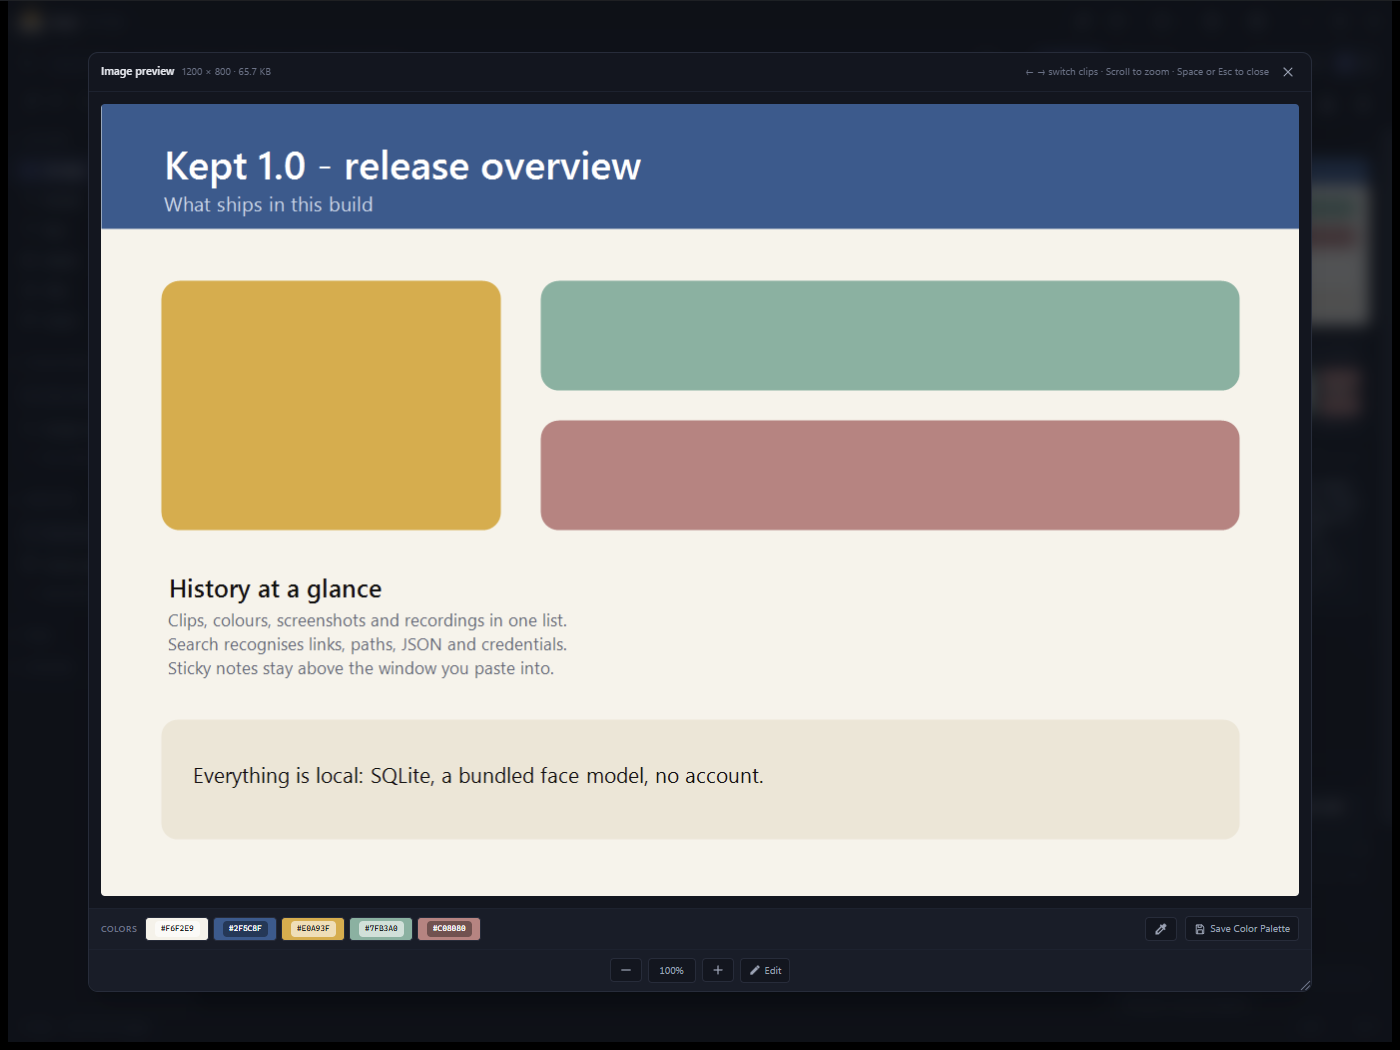 Image preview 1200 × 800 · 65.7 KB
← → switch clips · Scroll to zoom · Space or Esc to close
Kept 1.0 - release overview
What ships in this build
History at a glance
Clips, colours, screenshots and recordings in one list.
Search recognises links, paths, JSON and credentials.
Sticky notes stay above the window you paste into.
Everything is local: SQLite, a bundled face model, no account.
COLORS #F6F2E9 #2F5C8F #E0A93F #7FB3A0 #C08080 Save Color Palette
100% Edit